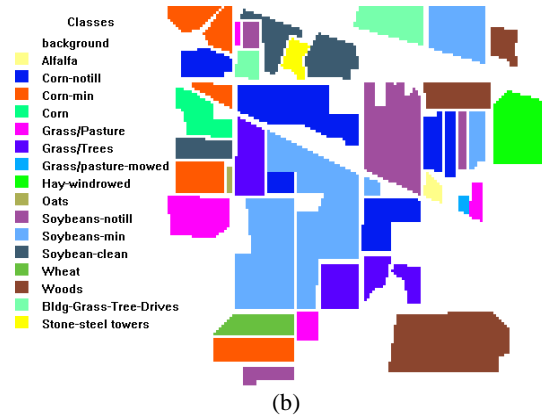 Classes
background
Alfalfa
Corn-notill
Corn-min
Corn
Grass/Pasture
Grass/Trees
Grass/pasture-mowed
Hay-windrowed
Oats
Soybeans-notill
Soybeans-min
Soybean-clean
Wheat
Woods
Bldg-Grass-Tree-Drives
Stone-steel towers
(b)